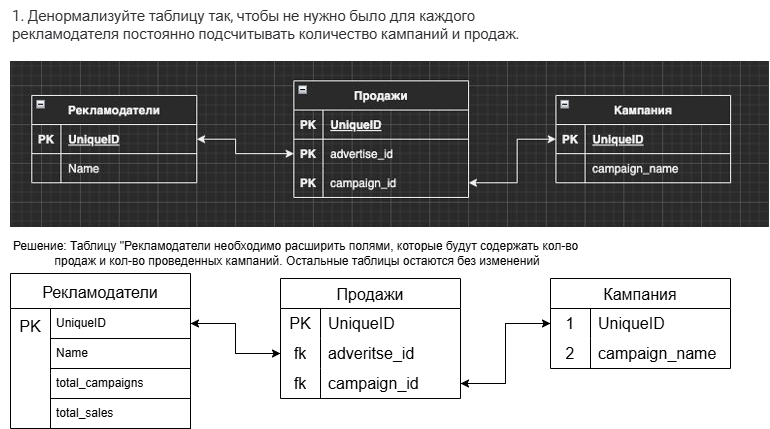 1. Денормализуйте таблицу так, чтобы не нужно было для каждого
рекламодателя постоянно подсчитывать количество кампаний и продаж.
Рекламодатели
PK UniqueID
Name
Продажи
PK UniqueID
PK advertise_id
PK campaign_id
Кампания
PK UniqueID
campaign_name
Решение: Таблицу "Рекламодатели необходимо расширить полями, которые будут содержать кол-во
продаж и кол-во проведенных кампаний. Остальные таблицы остаются без изменений
Рекламодатели
PK UniqueID
Name
total_campaigns
total_sales
Продажи
PK UniqueID
fk adveritse_id
fk campaign_id
Кампания
1 UniqueID
2 campaign_name